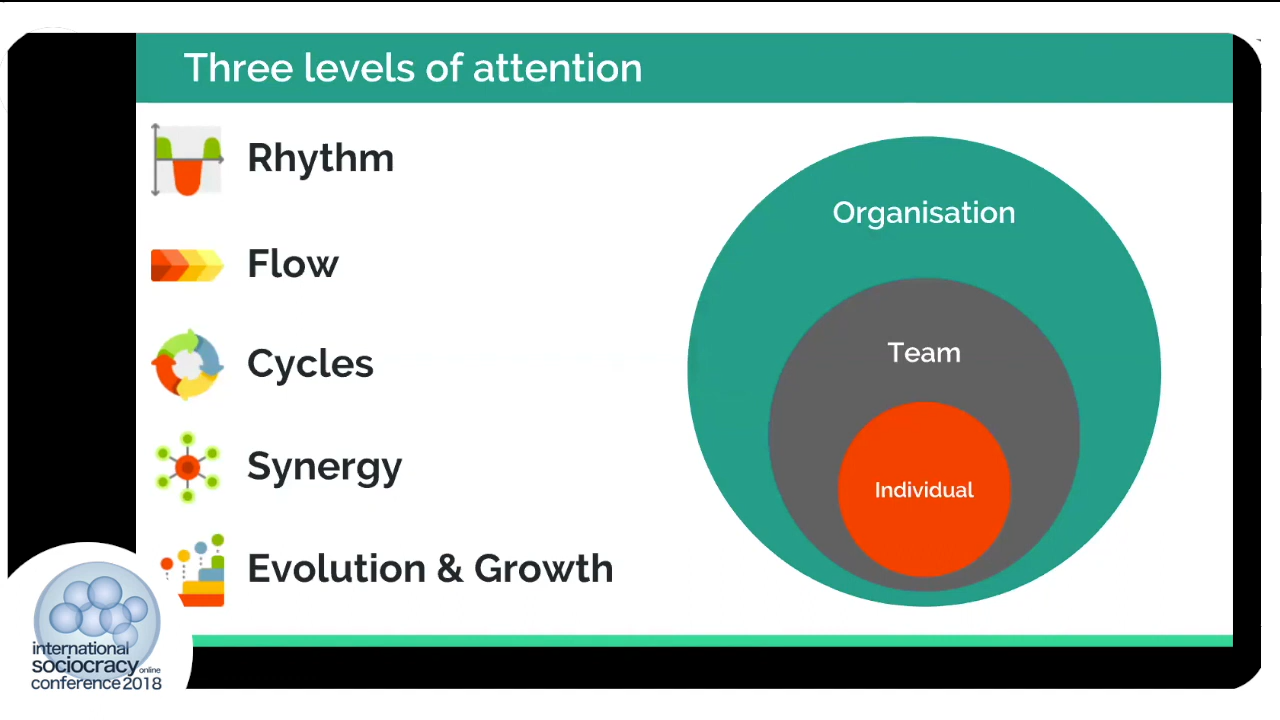 Three levels of attention
Rhythm
Flow
Cycles
Synergy
Evolution & Growth
Organisation
Team
Individual
international
sociocracy online
conference 2018